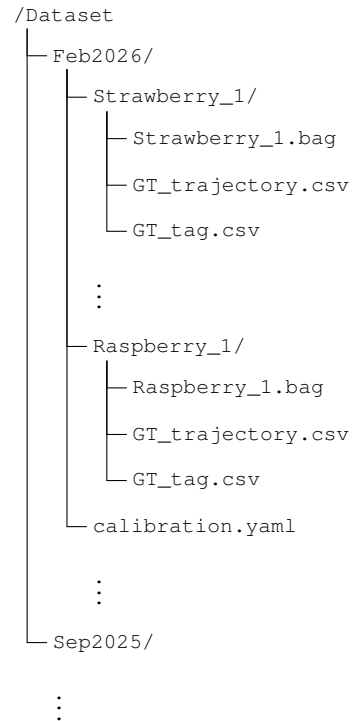 /Dataset
Feb2026/
Strawberry_1/
Strawberry_1.bag
GT_trajectory.csv
GT_tag.csv
⋮
Raspberry_1/
Raspberry_1.bag
GT_trajectory.csv
GT_tag.csv
calibration.yaml
⋮
Sep2025/
⋮